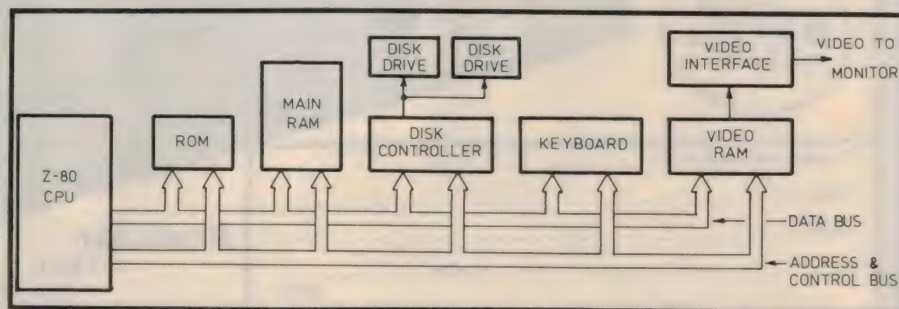 DISK
DRIVE
DISK
DRIVE
VIDEO
INTERFACE
VIDEO TO
MONITOR
MAIN
RAM
Z-80
CPU
ROM
DISK
CONTROLLER
KEYBOARD
VIDEO
RAM
DATA BUS
ADDRESS &
CONTROL BUS